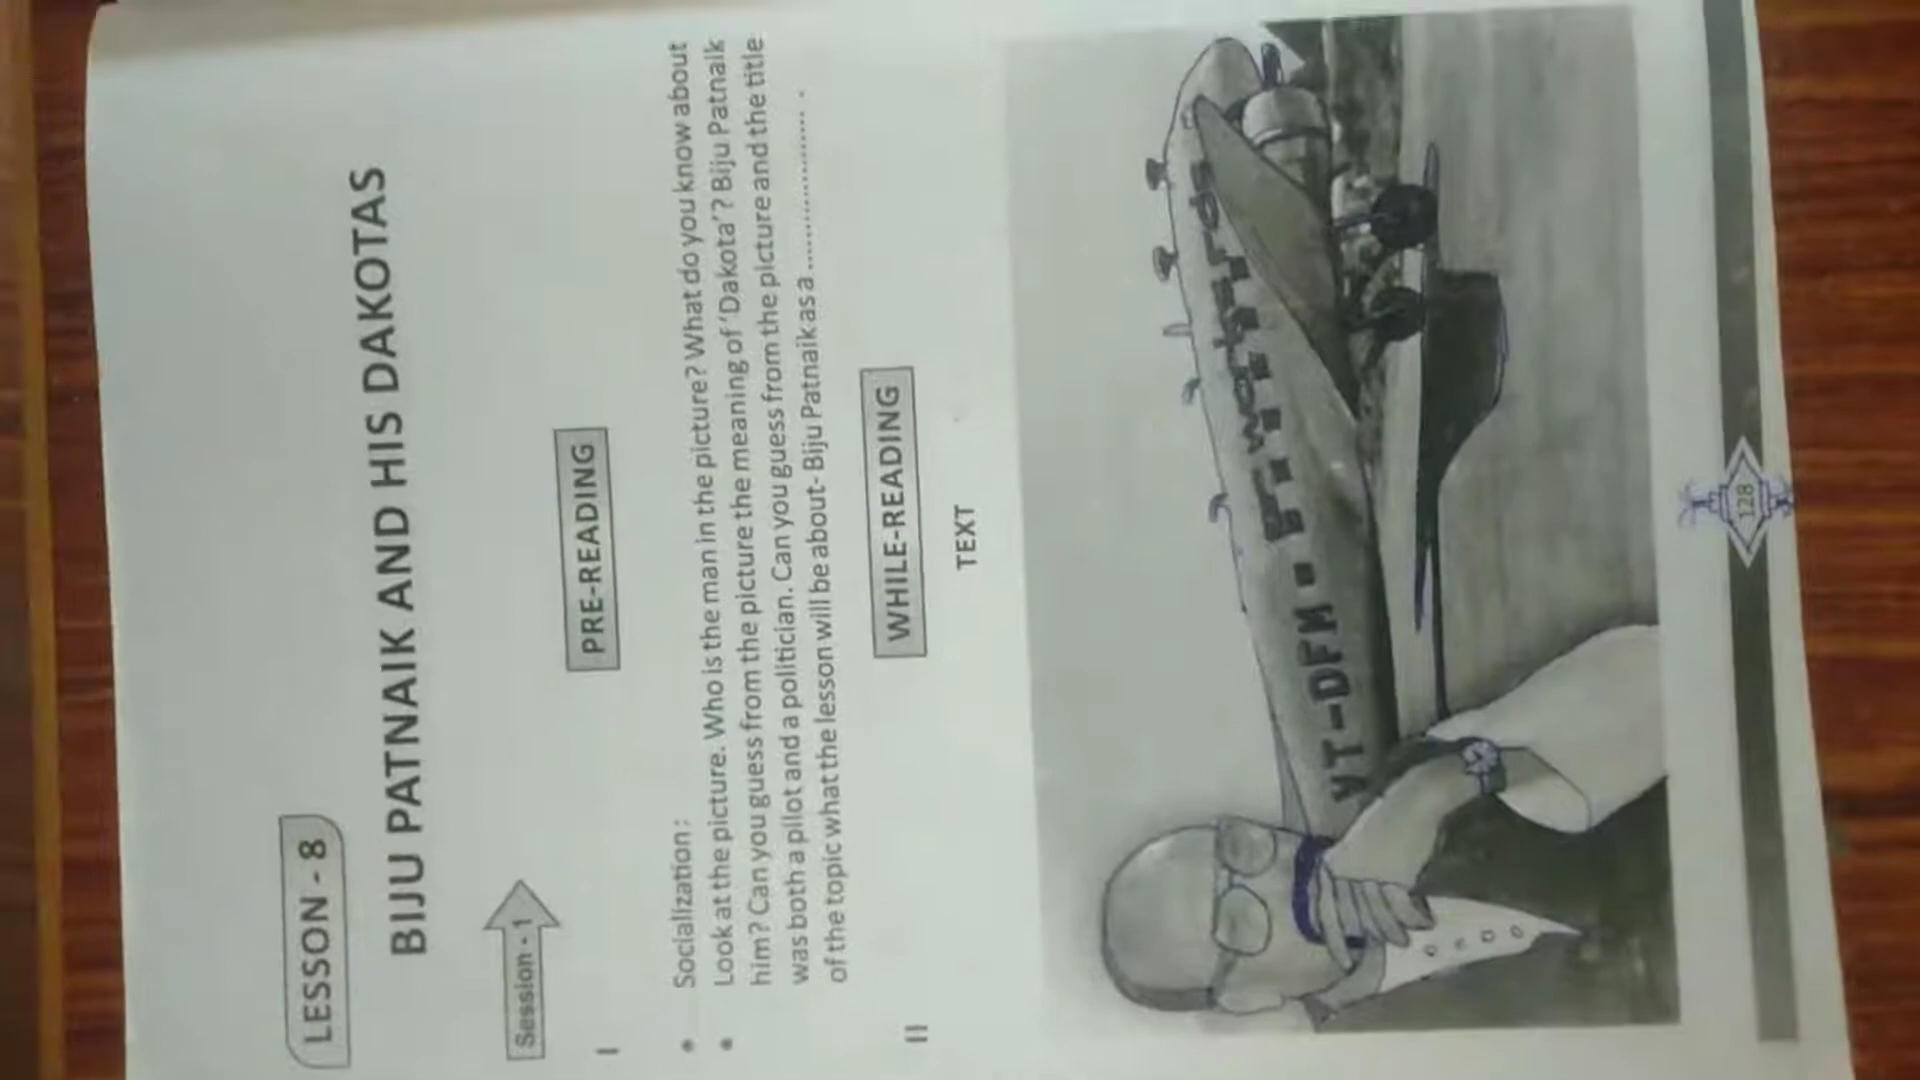 LESSON - 8
BIJU PATNAIK AND HIS DAKOTAS
Session - 1
I
PRE-READING
• Socialization:
• Look at the picture. Who is the man in the picture? What do you know about
him? Can you guess from the picture the meaning of 'Dakota'? Biju Patnaik
was both a pilot and a politician. Can you guess from the picture and the title
of the topic what the lesson will be about- Biju Patnaik as a .................... .
II
WHILE-READING
TEXT
VT-DFM
128